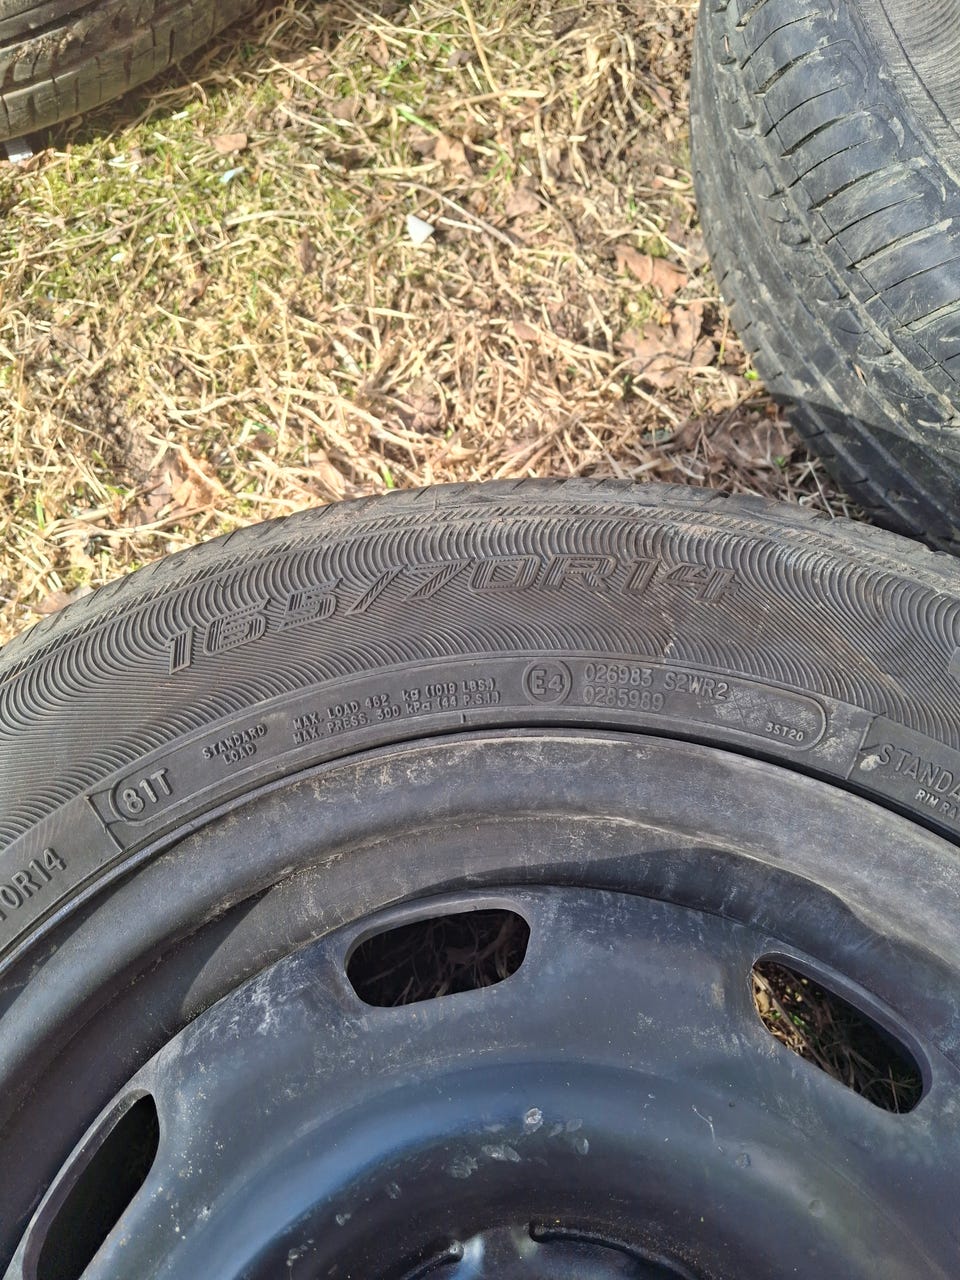 165/70R14
STANDARD
LOAD
MAX. LOAD 462 kg (1019 LBS.)
MAX. PRESS. 300 kPa (44 P.S.I.)
E4
026983 S2WR2
0285989
3ST20
81T
70R14
STANDA
RIM RA